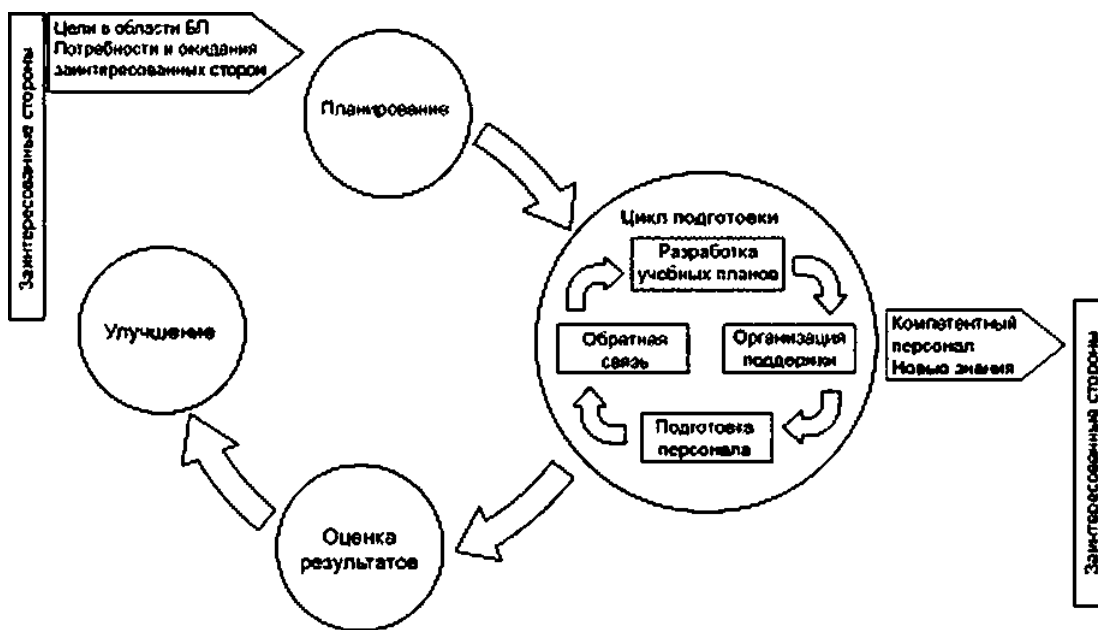 Заинтересованные стороны
Цели в области БП
Потребности и ожидания
заинтересованных сторон
Планирование
Цикл подготовки
Разработка
учебных планов
Обратная
связь
Организация
поддержки
Подготовка
персонала
Улучшение
Оценка
результатов
Компетентный
персонал
Новые знания
Заинтересованные стороны